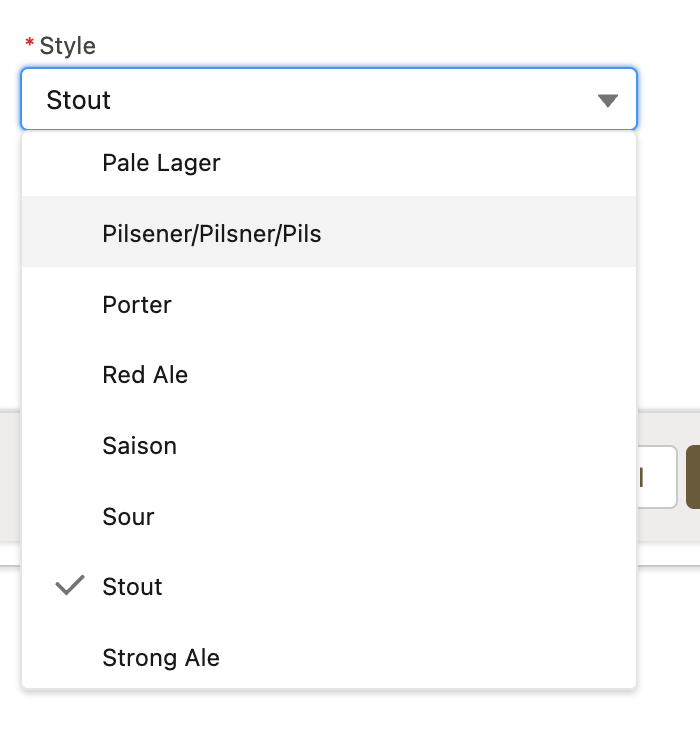 * Style
Stout
Pale Lager
Pilsener/Pilsner/Pils
Porter
Red Ale
Saison
Sour
Stout
Strong Ale